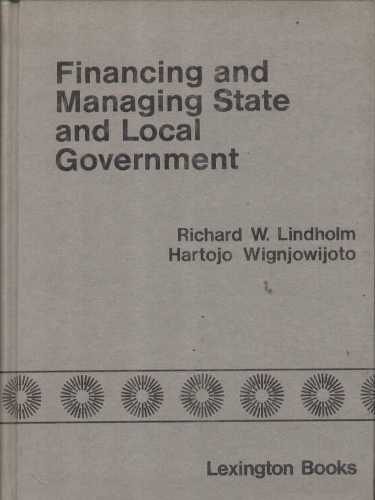 Financing and
Managing State
and Local
Government
Richard W. Lindholm
Hartojo Wignjowijoto
Lexington Books